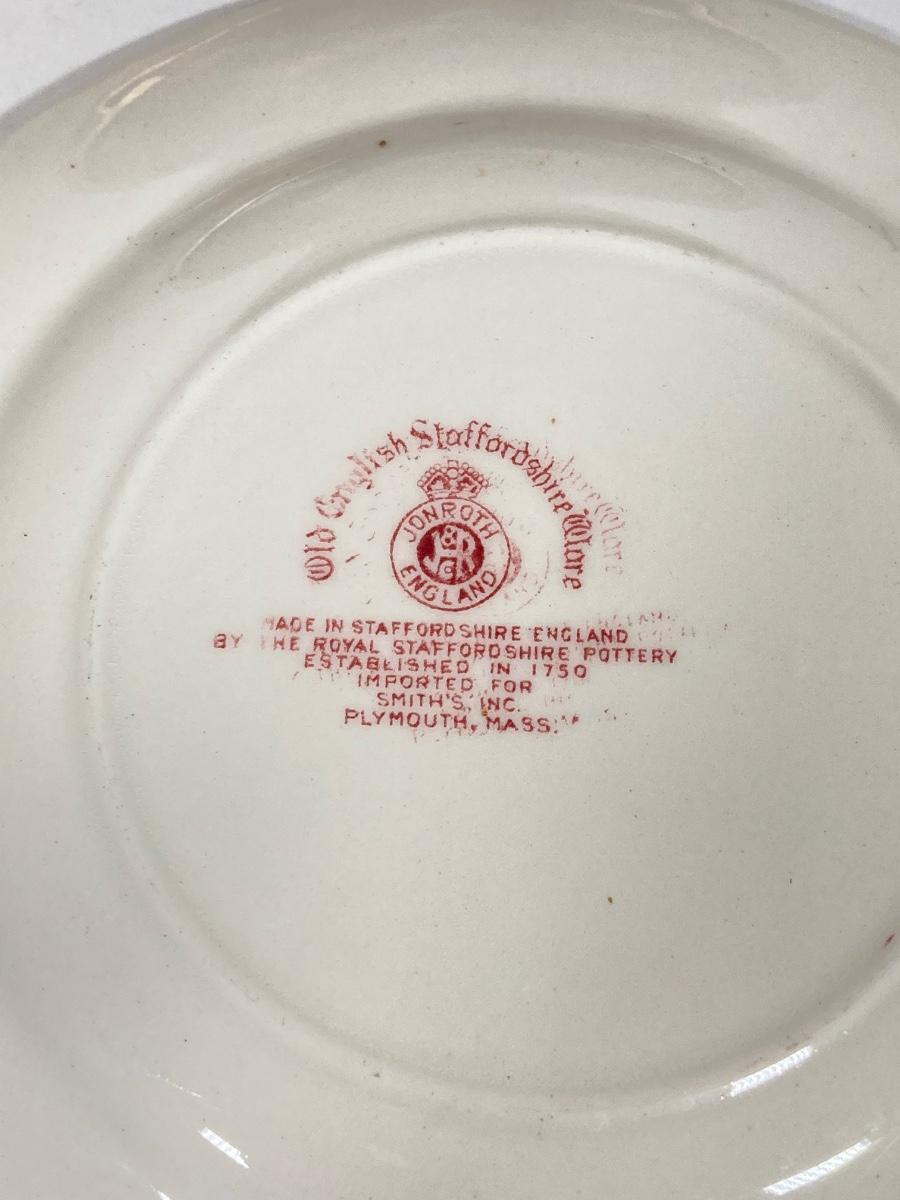 Old English Staffordshire Ware
JONROTH
J&R
Co
ENGLAND
MADE IN STAFFORDSHIRE ENGLAND
BY THE ROYAL STAFFORDSHIRE POTTERY
ESTABLISHED IN 1750
IMPORTED FOR
SMITH'S, INC.
PLYMOUTH, MASS.